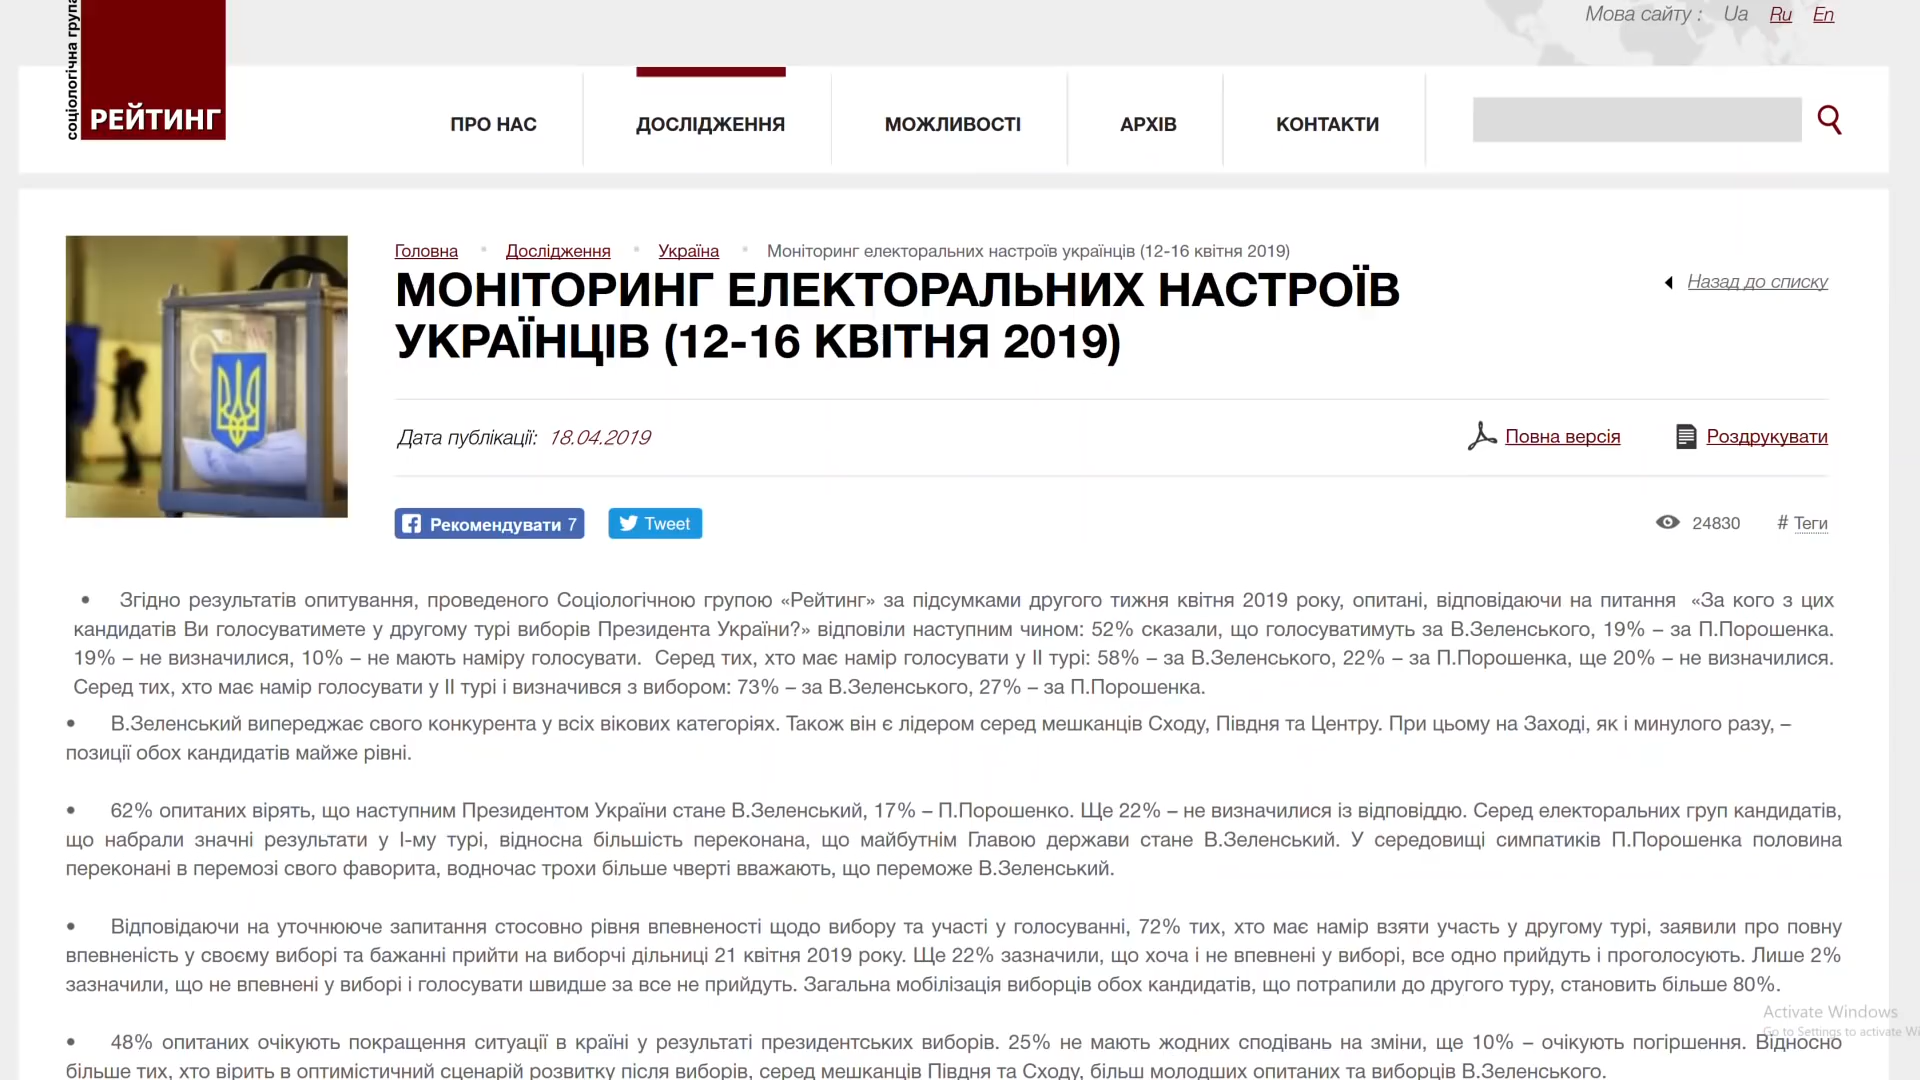 Мова сайту : Ua Ru En
соціологічна група
РЕЙТИНГ
ПРО НАС ДОСЛІДЖЕННЯ МОЖЛИВОСТІ АРХІВ КОНТАКТИ
Головна Дослідження Україна Моніторинг електоральних настроїв українців (12-16 квітня 2019)
МОНІТОРИНГ ЕЛЕКТОРАЛЬНИХ НАСТРОЇВ
УКРАЇНЦІВ (12-16 КВІТНЯ 2019)
Назад до списку
Дата публікації: 18.04.2019
Повна версія Роздрукувати
Рекомендувати 7 Tweet
24830 # Теги
• Згідно результатів опитування, проведеного Соціологічною групою «Рейтинг» за підсумками другого тижня квітня 2019 року, опитані, відповідаючи на питання «За кого з цих
кандидатів Ви голосуватимете у другому турі виборів Президента України?» відповіли наступним чином: 52% сказали, що голосуватимуть за В.Зеленського, 19% – за П.Порошенка.
19% – не визначилися, 10% – не мають наміру голосувати. Серед тих, хто має намір голосувати у ІІ турі: 58% – за В.Зеленського, 22% – за П.Порошенка, ще 20% – не визначилися.
Серед тих, хто має намір голосувати у ІІ турі і визначився з вибором: 73% – за В.Зеленського, 27% – за П.Порошенка.
• В.Зеленський випереджає свого конкурента у всіх вікових категоріях. Також він є лідером серед мешканців Сходу, Півдня та Центру. При цьому на Заході, як і минулого разу, –
позиції обох кандидатів майже рівні.
• 62% опитаних вірять, що наступним Президентом України стане В.Зеленський, 17% – П.Порошенко. Ще 22% – не визначилися із відповіддю. Серед електоральних груп кандидатів,
що набрали значні результати у І-му турі, відносна більшість переконана, що майбутнім Главою держави стане В.Зеленський. У середовищі симпатиків П.Порошенка половина
переконані в перемозі свого фаворита, водночас трохи більше чверті вважають, що переможе В.Зеленський.
• Відповідаючи на уточнююче запитання стосовно рівня впевненості щодо вибору та участі у голосуванні, 72% тих, хто має намір взяти участь у другому турі, заявили про повну
впевненість у своєму виборі та бажанні прийти на виборчі дільниці 21 квітня 2019 року. Ще 22% зазначили, що хоча і не впевнені у виборі, все одно прийдуть і проголосують. Лише 2%
зазначили, що не впевнені у виборі і голосувати швидше за все не прийдуть. Загальна мобілізація виборців обох кандидатів, що потрапили до другого туру, становить більше 80%.
Activate Windows
Go to Settings to activate Wi
• 48% опитаних очікують покращення ситуації в країні у результаті президентських виборів. 25% не мають жодних сподівань на зміни, ще 10% – очікують погіршення. Відносно
більше тих, хто вірить в оптимістичний сценарій розвитку після виборів, серед мешканців Півдня та Сходу, більш молодших опитаних та виборців В.Зеленського.